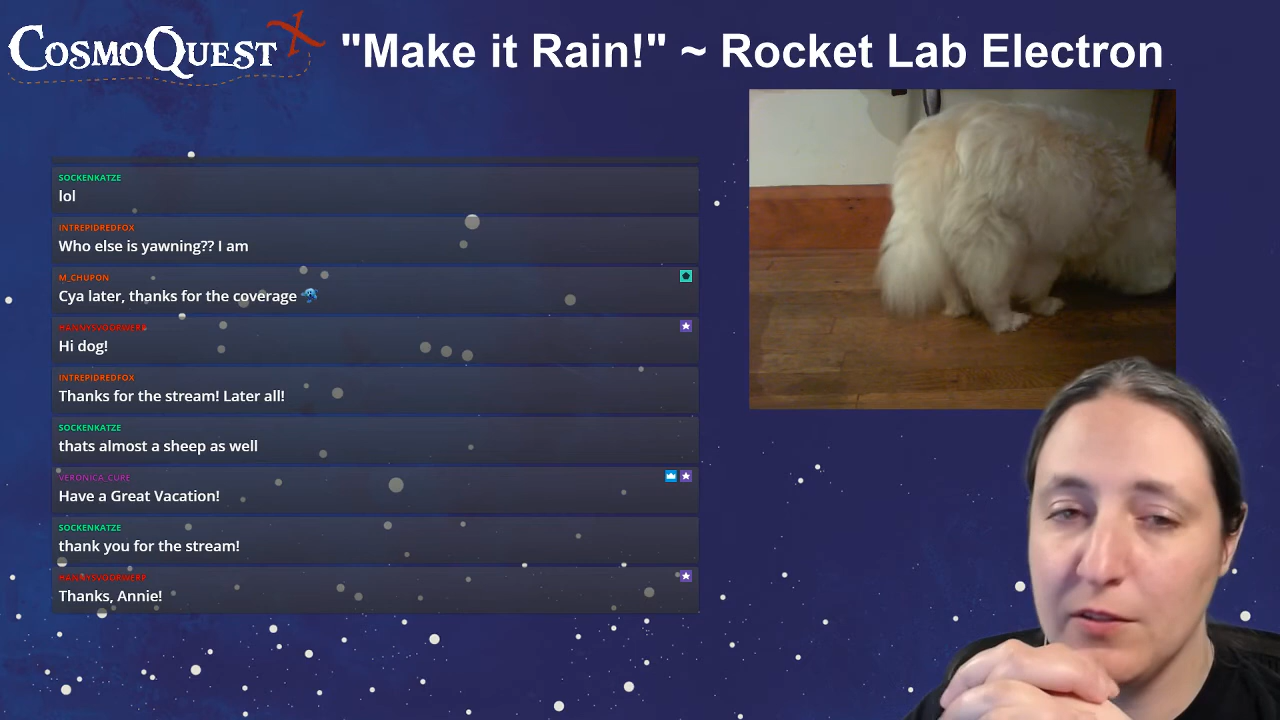 CosmoQuest X
"Make it Rain!" ~ Rocket Lab Electron
SOCKENKATZE
lol
INTREPIDREDFOX
Who else is yawning?? I am
M_CHUPON
Cya later, thanks for the coverage
HANNYSVOORWERP
Hi dog!
INTREPIDREDFOX
Thanks for the stream! Later all!
SOCKENKATZE
thats almost a sheep as well
VERONICA_CURE
Have a Great Vacation!
SOCKENKATZE
thank you for the stream!
HANNYSVOORWERP
Thanks, Annie!